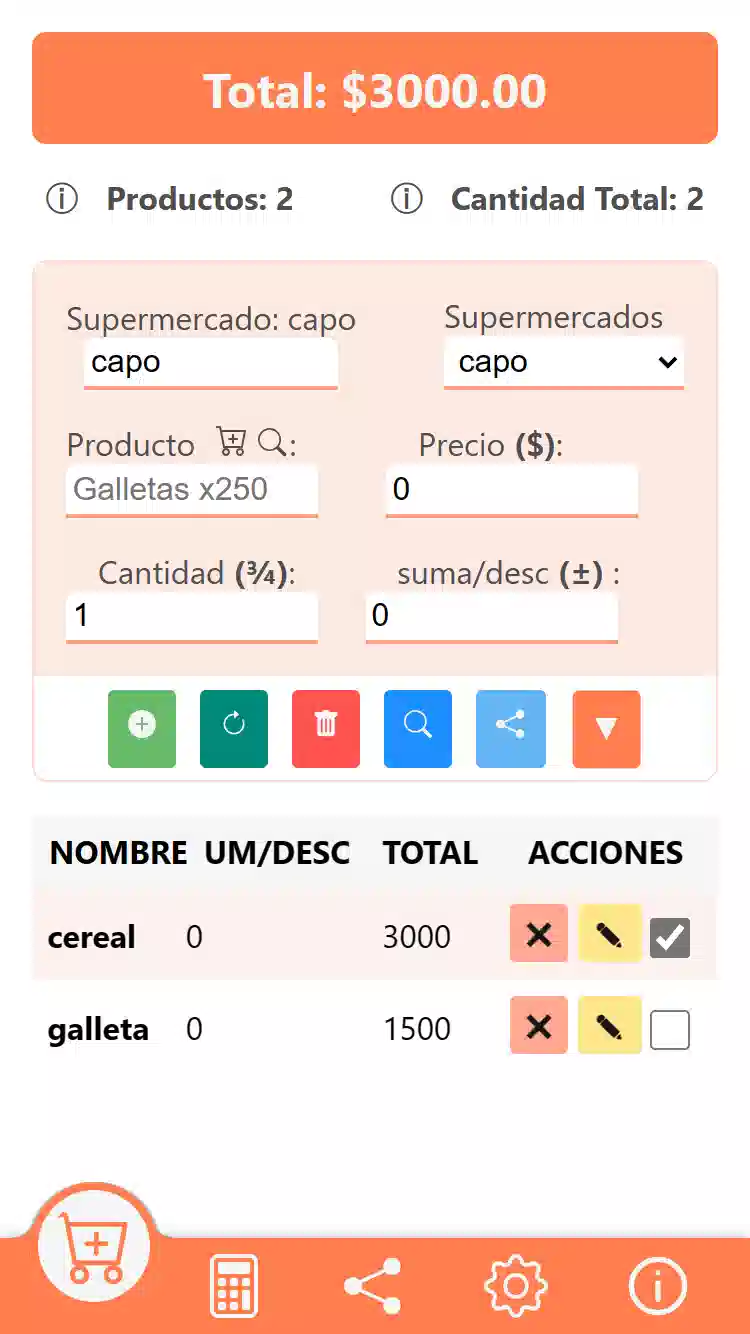 Total: $3000.00
Productos: 2 Cantidad Total: 2
Supermercado: capo Supermercados
capo capo
Producto : Precio ($):
Galletas x250 0
Cantidad (¾): suma/desc (±) :
1 0
NOMBRE UM/DESC TOTAL ACCIONES
cereal 0 3000
galleta 0 1500